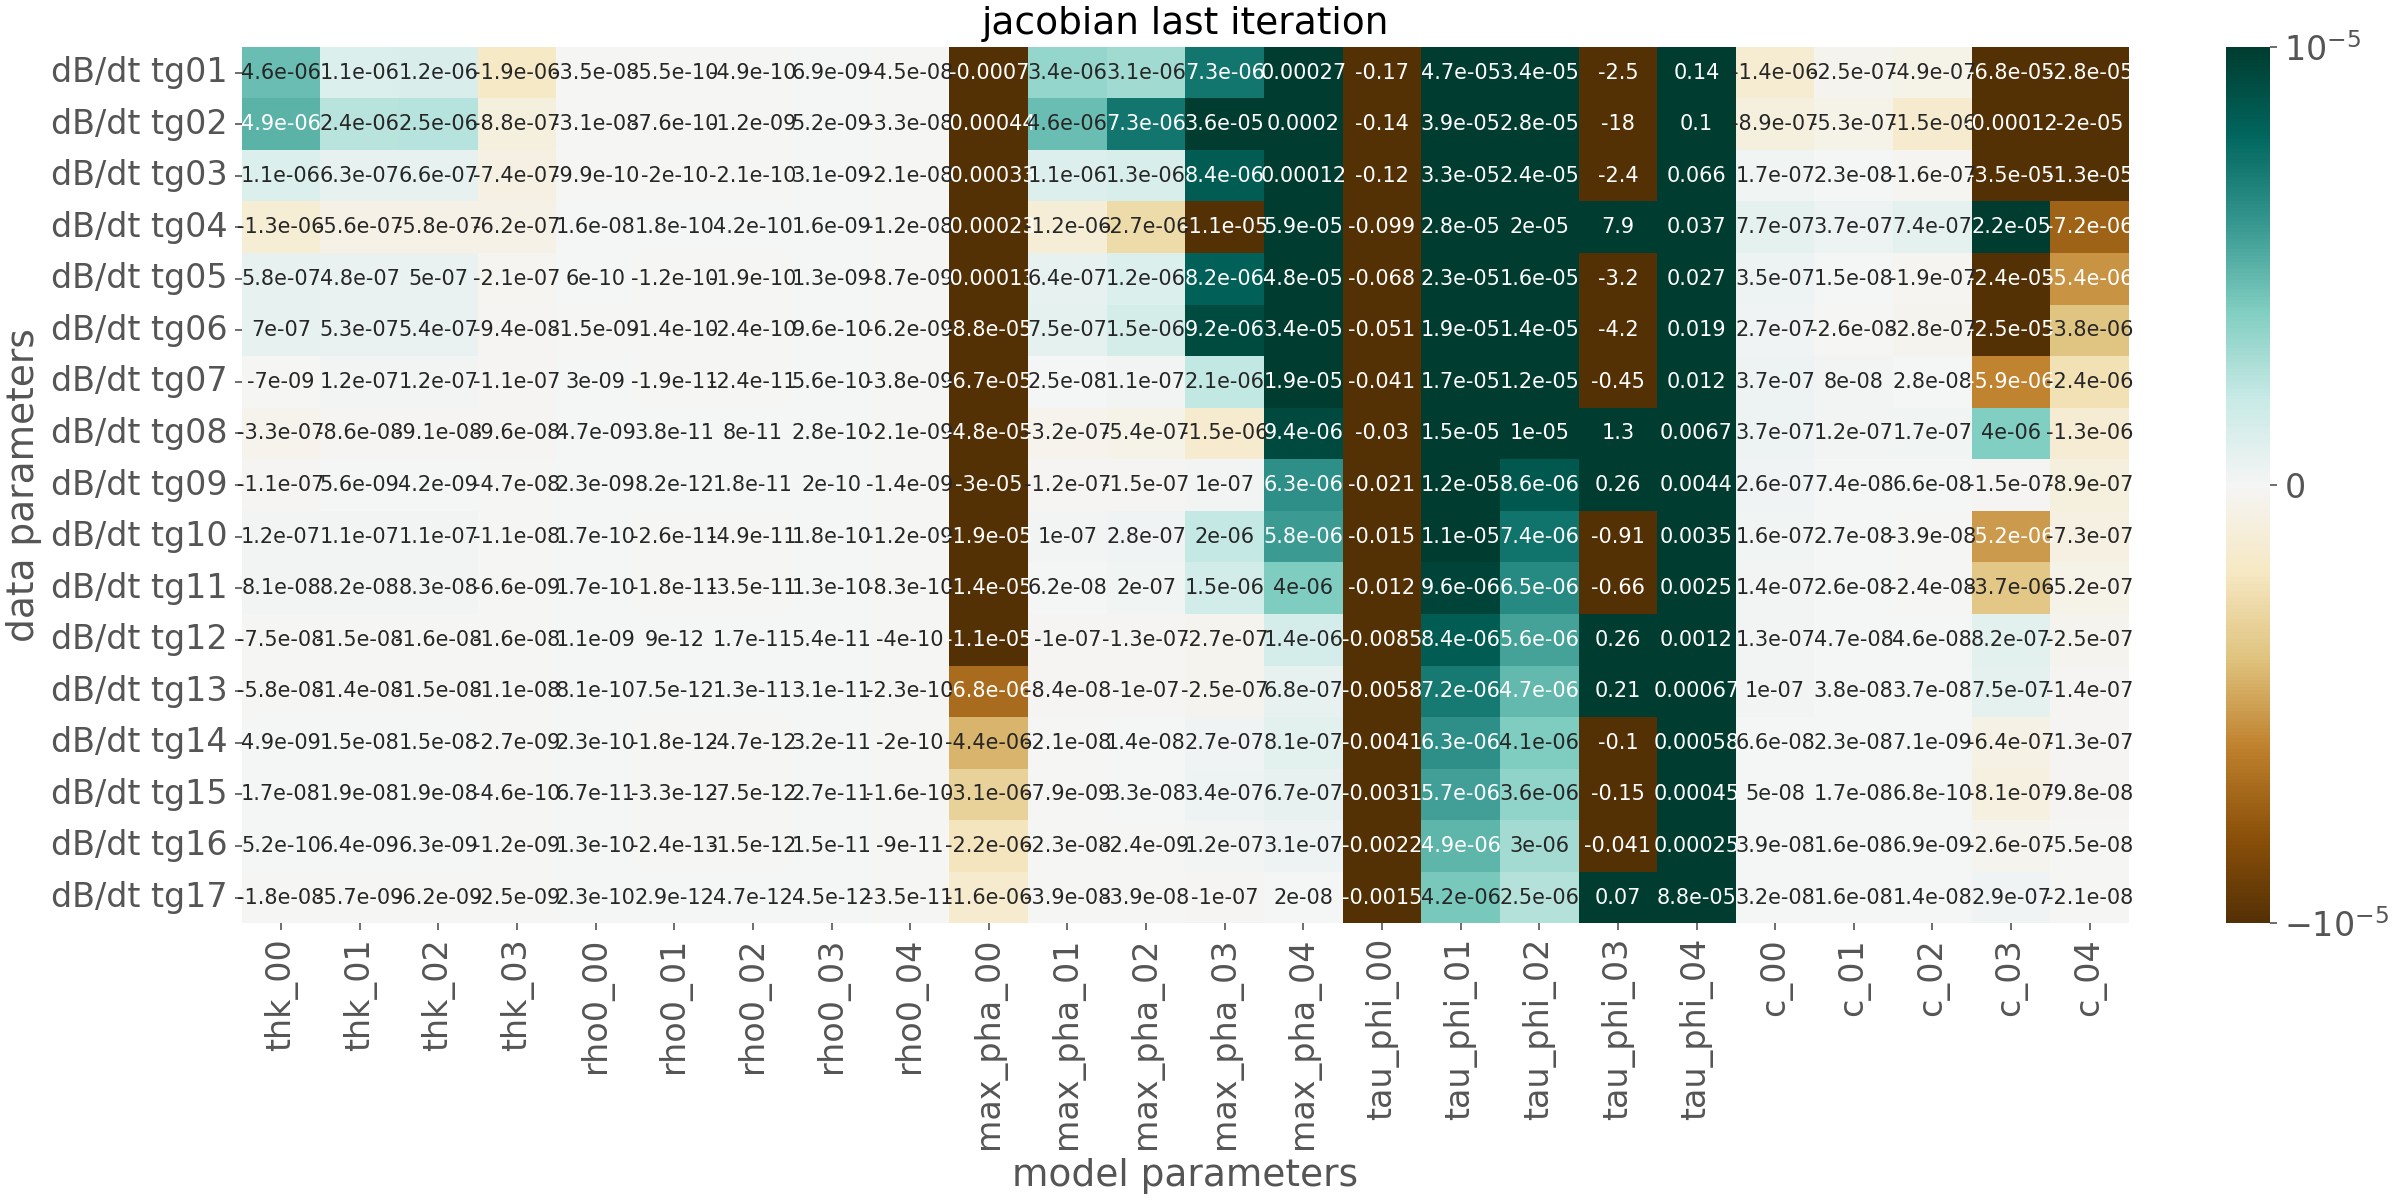 jacobian last iteration
dB/dt tg01 4.6e-06 1.1e-06 1.2e-06 -1.9e-06 -3.5e-08 -5.5e-10 -4.9e-10 6.9e-09 -4.5e-08 -0.0007 3.4e-06 3.1e-06 7.3e-06 0.00027 -0.17 4.7e-05 3.4e-05 -2.5 0.14 -1.4e-06 -2.5e-07 -4.9e-07 -6.8e-05 -2.8e-05 10⁻⁵
dB/dt tg02 4.9e-06 2.4e-06 2.5e-06 -8.8e-07 -3.1e-08 -7.6e-10 -1.2e-09 5.2e-09 -3.3e-08 -0.00044 4.6e-06 7.3e-06 3.6e-05 0.0002 -0.14 3.9e-05 2.8e-05 -18 0.1 -8.9e-07 -5.3e-07 -1.5e-06 -0.00012 -2e-05
dB/dt tg03 1.1e-06 6.3e-07 6.6e-07 -7.4e-07 -9.9e-10 -2e-10 -2.1e-10 3.1e-09 -2.1e-08 -0.00033 1.1e-06 1.3e-06 8.4e-06 0.00012 -0.12 3.3e-05 2.4e-05 -2.4 0.066 1.7e-07 2.3e-08 -1.6e-07 -3.5e-05 -1.3e-05
dB/dt tg04 -1.3e-06 -5.6e-07 -5.8e-07 -6.2e-07 1.6e-08 1.8e-10 4.2e-10 1.6e-09 -1.2e-08 -0.00023 -1.2e-06 -2.7e-06 -1.1e-05 5.9e-05 -0.099 2.8e-05 2e-05 7.9 0.037 7.7e-07 3.7e-07 7.4e-07 2.2e-05 -7.2e-06
dB/dt tg05 5.8e-07 4.8e-07 5e-07 -2.1e-07 6e-10 -1.2e-10 -1.9e-10 1.3e-09 -8.7e-09 -0.00013 6.4e-07 1.2e-06 8.2e-06 4.8e-05 -0.068 2.3e-05 1.6e-05 -3.2 0.027 3.5e-07 1.5e-08 -1.9e-07 -2.4e-05 -5.4e-06
dB/dt tg06 7e-07 5.3e-07 5.4e-07 -9.4e-08 -1.5e-09 -1.4e-10 -2.4e-10 9.6e-10 -6.2e-09 -8.8e-05 7.5e-07 1.5e-06 9.2e-06 3.4e-05 -0.051 1.9e-05 1.4e-05 -4.2 0.019 2.7e-07 -2.6e-08 -2.8e-07 -2.5e-05 -3.8e-06
dB/dt tg07 -7e-09 1.2e-07 1.2e-07 -1.1e-07 3e-09 -1.9e-11 -2.4e-11 5.6e-10 -3.8e-09 -6.7e-05 2.5e-08 1.1e-07 2.1e-06 1.9e-05 -0.041 1.7e-05 1.2e-05 -0.45 0.012 3.7e-07 8e-08 2.8e-08 -5.9e-06 -2.4e-06
dB/dt tg08 -3.3e-07 -8.6e-08 -9.1e-08 -9.6e-08 4.7e-09 3.8e-11 8e-11 2.8e-10 -2.1e-09 -4.8e-05 -3.2e-07 -5.4e-07 -1.5e-06 9.4e-06 -0.03 1.5e-05 1e-05 1.3 0.0067 3.7e-07 1.2e-07 1.7e-07 4e-06 -1.3e-06
dB/dt tg09 -1.1e-07 5.6e-09 4.2e-09 -4.7e-08 2.3e-09 8.2e-12 1.8e-11 2e-10 -1.4e-09 -3e-05 -1.2e-07 -1.5e-07 1e-07 6.3e-06 -0.021 1.2e-05 8.6e-06 0.26 0.0044 2.6e-07 7.4e-08 6.6e-08 -1.5e-07 -8.9e-07 0
dB/dt tg10 1.2e-07 1.1e-07 1.1e-07 -1.1e-08 1.7e-10 -2.6e-11 -4.9e-11 1.8e-10 -1.2e-09 -1.9e-05 1e-07 2.8e-07 2e-06 5.8e-06 -0.015 1.1e-05 7.4e-06 -0.91 0.0035 1.6e-07 2.7e-08 -3.9e-08 -5.2e-06 -7.3e-07
dB/dt tg11 8.1e-08 8.2e-08 8.3e-08 -6.6e-09 1.7e-10 -1.8e-11 -3.5e-11 1.3e-10 -8.3e-10 -1.4e-05 6.2e-08 2e-07 1.5e-06 4e-06 -0.012 9.6e-06 6.5e-06 -0.66 0.0025 1.4e-07 2.6e-08 -2.4e-08 -3.7e-06 -5.2e-07
dB/dt tg12 -7.5e-08 -1.5e-08 -1.6e-08 -1.6e-08 1.1e-09 9e-12 1.7e-11 5.4e-11 -4e-10 -1.1e-05 -1e-07 -1.3e-07 -2.7e-07 1.4e-06 -0.0085 8.4e-06 5.6e-06 0.26 0.0012 1.3e-07 4.7e-08 4.6e-08 8.2e-07 -2.5e-07
dB/dt tg13 -5.8e-08 -1.4e-08 -1.5e-08 -1.1e-08 8.1e-10 7.5e-12 1.3e-11 3.1e-11 -2.3e-10 -6.8e-06 -8.4e-08 -1e-07 -2.5e-07 6.8e-07 -0.0058 7.2e-06 4.7e-06 0.21 0.00067 1e-07 3.8e-08 3.7e-08 7.5e-07 -1.4e-07
dB/dt tg14 4.9e-09 1.5e-08 1.5e-08 -2.7e-09 2.3e-10 -1.8e-12 -4.7e-12 3.2e-11 -2e-10 -4.4e-06 -2.1e-08 1.4e-08 2.7e-07 8.1e-07 -0.0041 6.3e-06 4.1e-06 -0.1 0.00058 6.6e-08 2.3e-08 7.1e-09 -6.4e-07 -1.3e-07
dB/dt tg15 1.7e-08 1.9e-08 1.9e-08 -4.6e-10 6.7e-11 -3.3e-12 -7.5e-12 2.7e-11 -1.6e-10 -3.1e-06 -7.9e-09 3.3e-08 3.4e-07 6.7e-07 -0.0031 5.7e-06 3.6e-06 -0.15 0.00045 5e-08 1.7e-08 6.8e-10 -8.1e-07 -9.8e-08
dB/dt tg16 5.2e-10 6.4e-09 6.3e-09 -1.2e-09 1.3e-10 -2.4e-13 -1.5e-12 1.5e-11 -9e-11 -2.2e-06 -2.3e-08 -2.4e-09 1.2e-07 3.1e-07 -0.0022 4.9e-06 3e-06 -0.041 0.00025 3.9e-08 1.6e-08 6.9e-09 -2.6e-07 -5.5e-08
dB/dt tg17 -1.8e-08 -5.7e-09 -6.2e-09 -2.5e-09 2.3e-10 2.9e-12 4.7e-12 4.5e-12 -3.5e-11 -1.6e-06 -3.9e-08 -3.9e-08 -1e-07 2e-08 -0.0015 4.2e-06 2.5e-06 0.07 8.8e-05 3.2e-08 1.6e-08 1.4e-08 2.9e-07 -2.1e-08 −10⁻⁵
data parameters
thk_00 thk_01 thk_02 thk_03 rho0_00 rho0_01 rho0_02 rho0_03 rho0_04 max_pha_00 max_pha_01 max_pha_02 max_pha_03 max_pha_04 tau_phi_00 tau_phi_01 tau_phi_02 tau_phi_03 tau_phi_04 c_00 c_01 c_02 c_03 c_04
model parameters